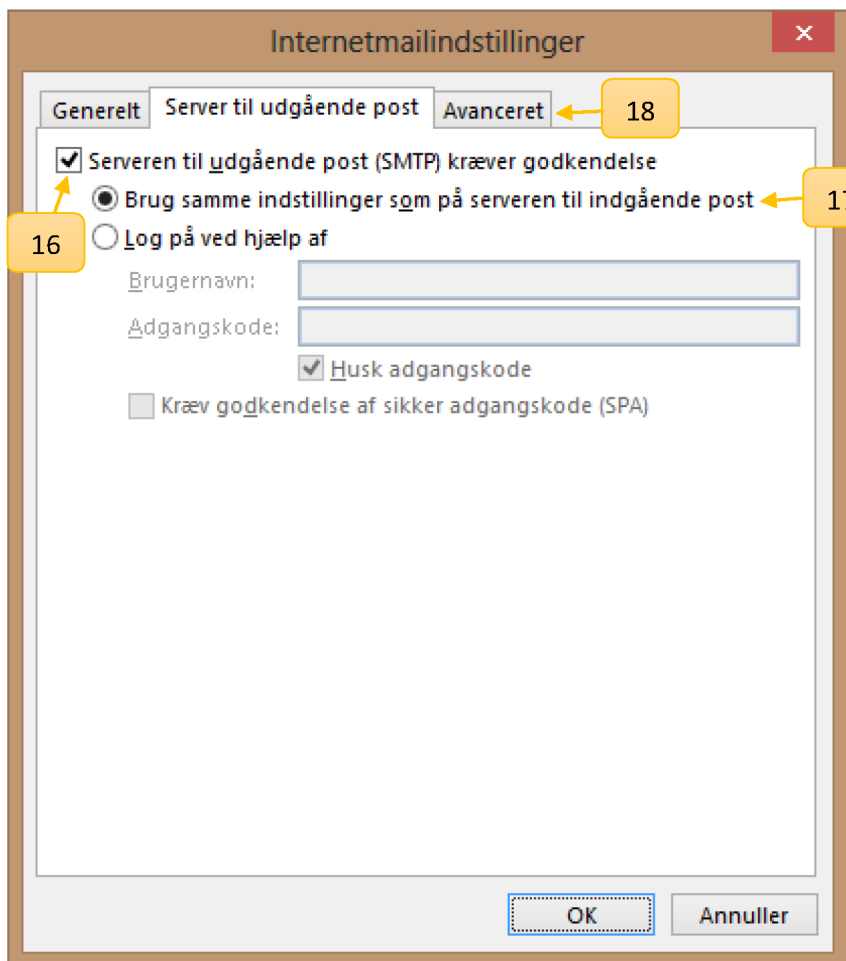 Internetmailindstillinger
Generelt Server til udgående post Avanceret 18
Serveren til udgående post (SMTP) kræver godkendelse
Brug samme indstillinger som på serveren til indgående post 17
16 Log på ved hjælp af
Brugernavn:
Adgangskode:
Husk adgangskode
Kræv godkendelse af sikker adgangskode (SPA)
OK Annuller